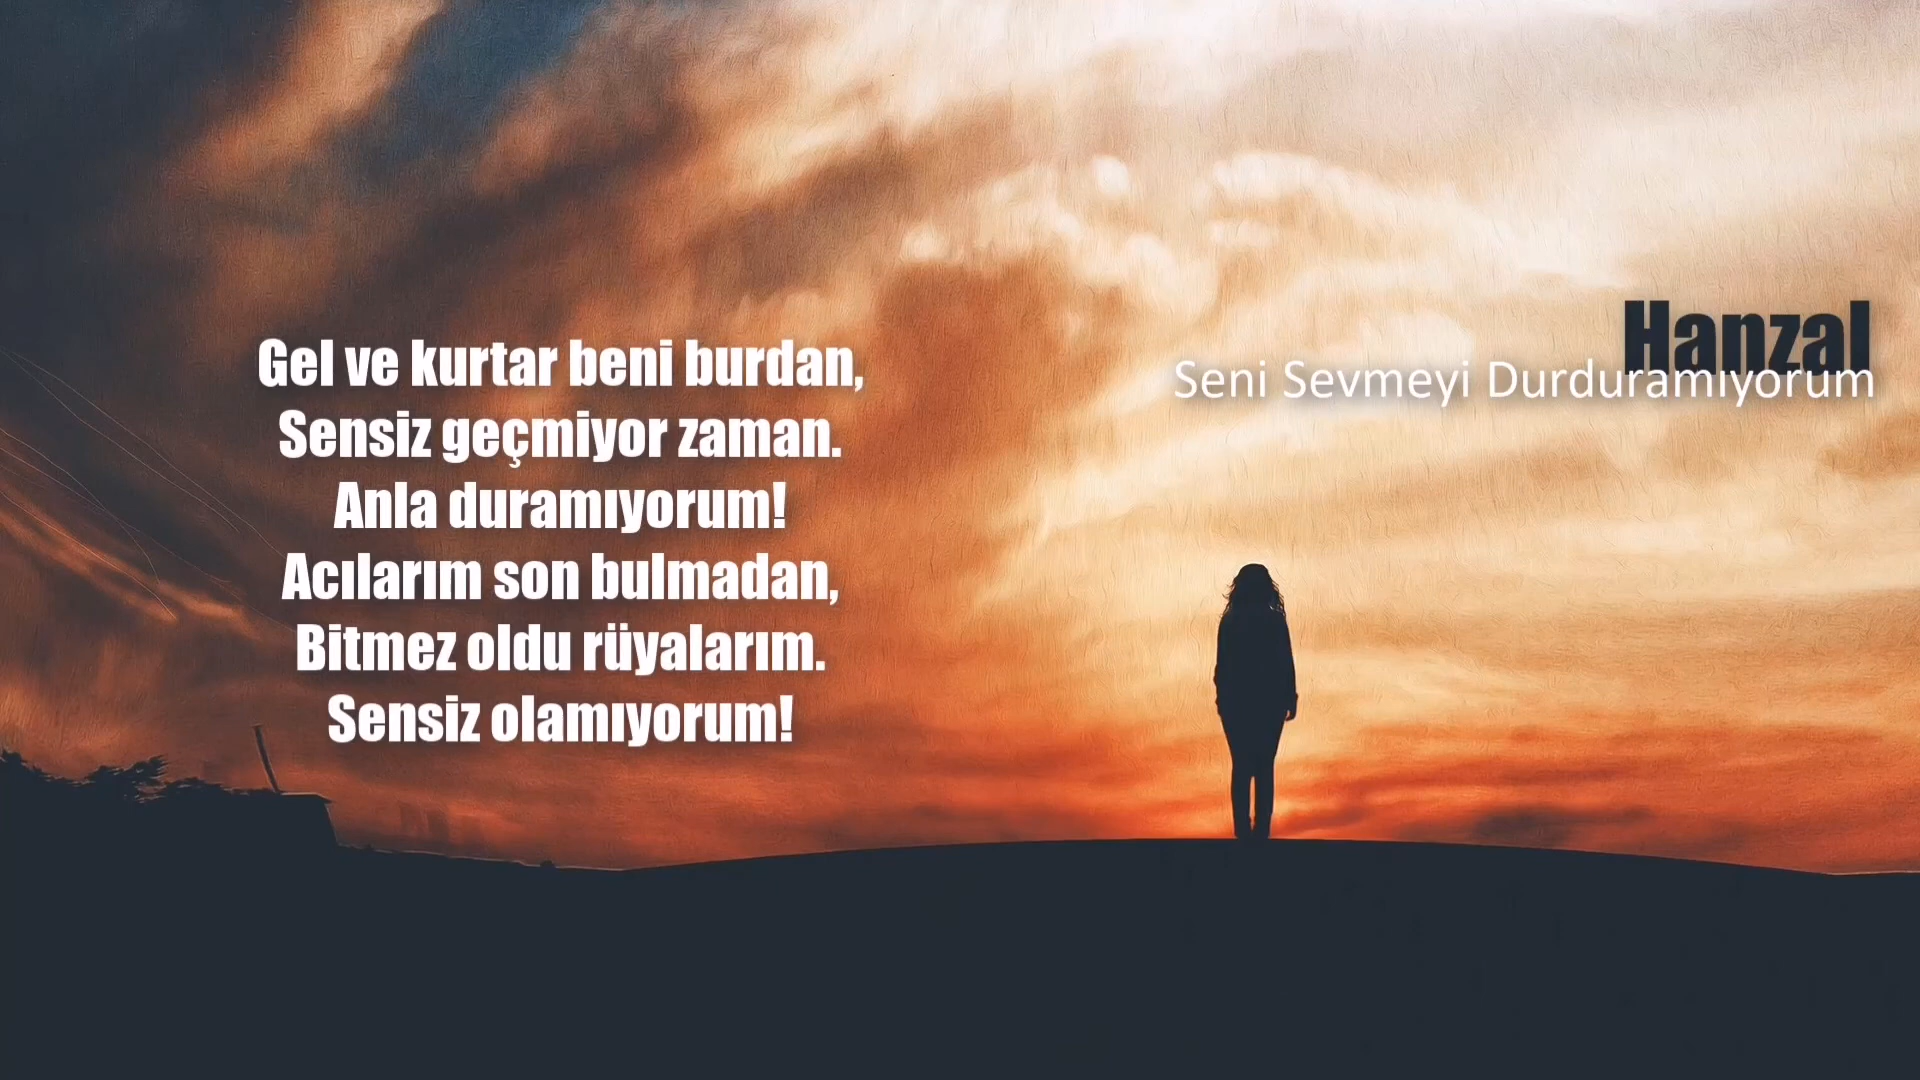 Hanzal
Seni Sevmeyi Durduramıyorum
Gel ve kurtar beni burdan,
Sensiz geçmiyor zaman.
Anla duramıyorum!
Acılarım son bulmadan,
Bitmez oldu rüyalarım.
Sensiz olamıyorum!